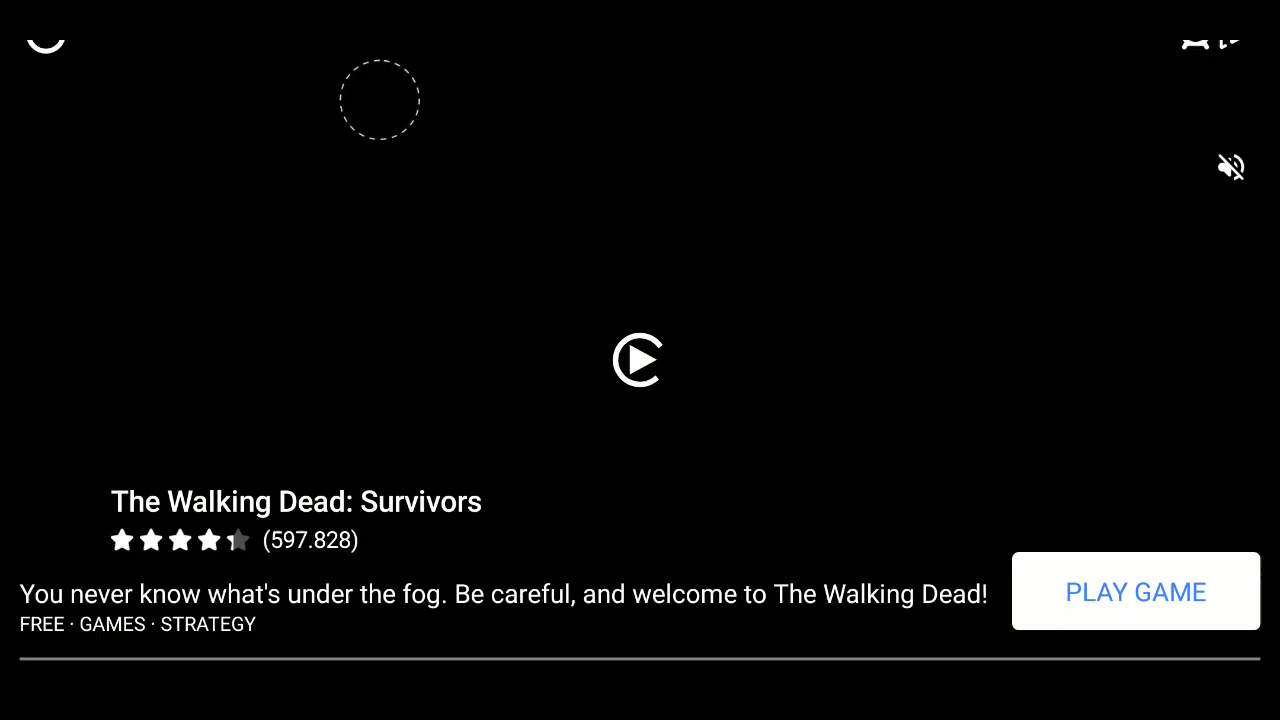 The Walking Dead: Survivors
(597.828)
You never know what's under the fog. Be careful, and welcome to The Walking Dead!
FREE · GAMES · STRATEGY
PLAY GAME